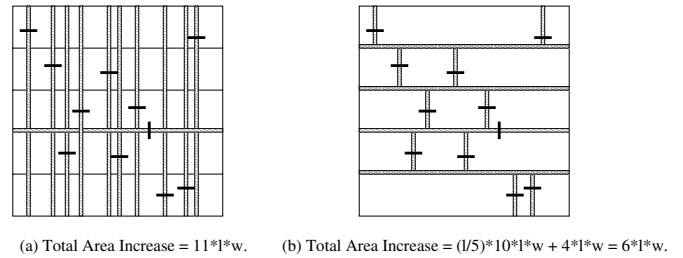 (a) Total Area Increase = 11*l*w.
(b) Total Area Increase = (l/5)*10*l*w + 4*l*w = 6*l*w.